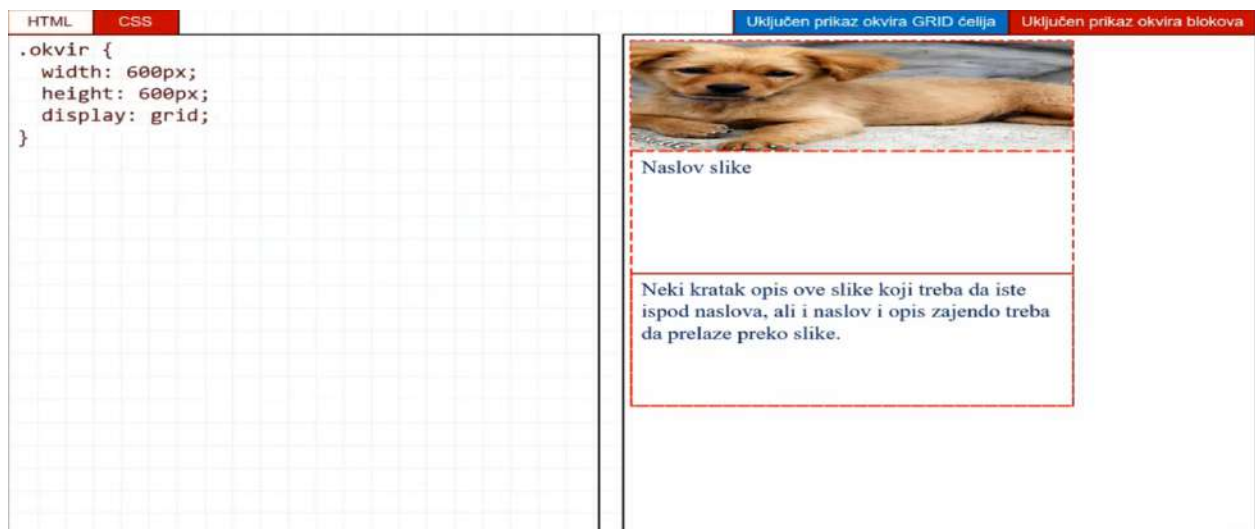 HTML CSS Uključen prikaz okvira GRID ćelija Uključen prikaz okvira blokova
.okvir {
width: 600px;
height: 600px;
display: grid;
}
Naslov slike
Neki kratak opis ove slike koji treba da iste
ispod naslova, ali i naslov i opis zajendo treba
da prelaze preko slike.